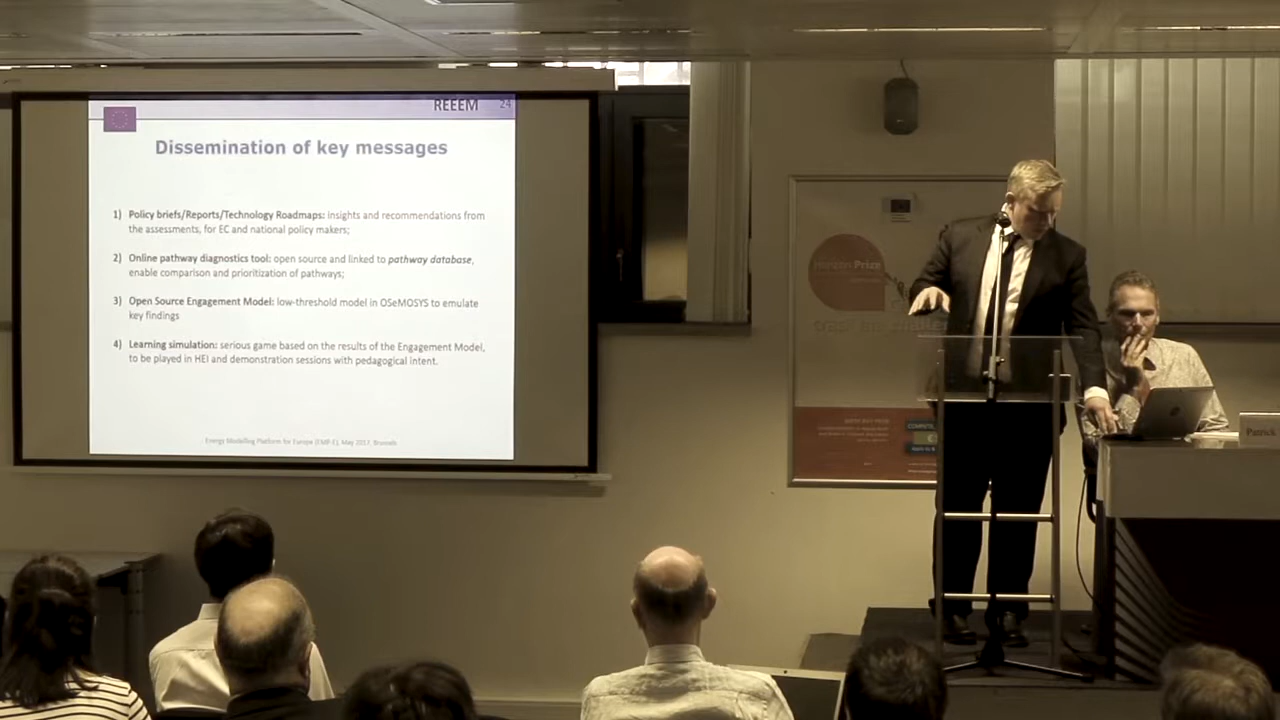 REEEM 24
Dissemination of key messages
1) Policy briefs/Reports/Technology Roadmaps: insights and recommendations from
the assessments, for EC and national policy makers;
2) Online pathway diagnostics tool: open source and linked to pathway database,
enable comparison and prioritization of pathways;
3) Open Source Engagement Model: low-threshold model in OSeMOSYS to emulate
key findings
4) Learning simulation: serious game based on the results of the Engagement Model,
to be played in HEI and demonstration sessions with pedagogical intent.
Energy Modelling Platform for Europe (EMP-E), May 2017, Brussels
Horizon Prize
Patrick